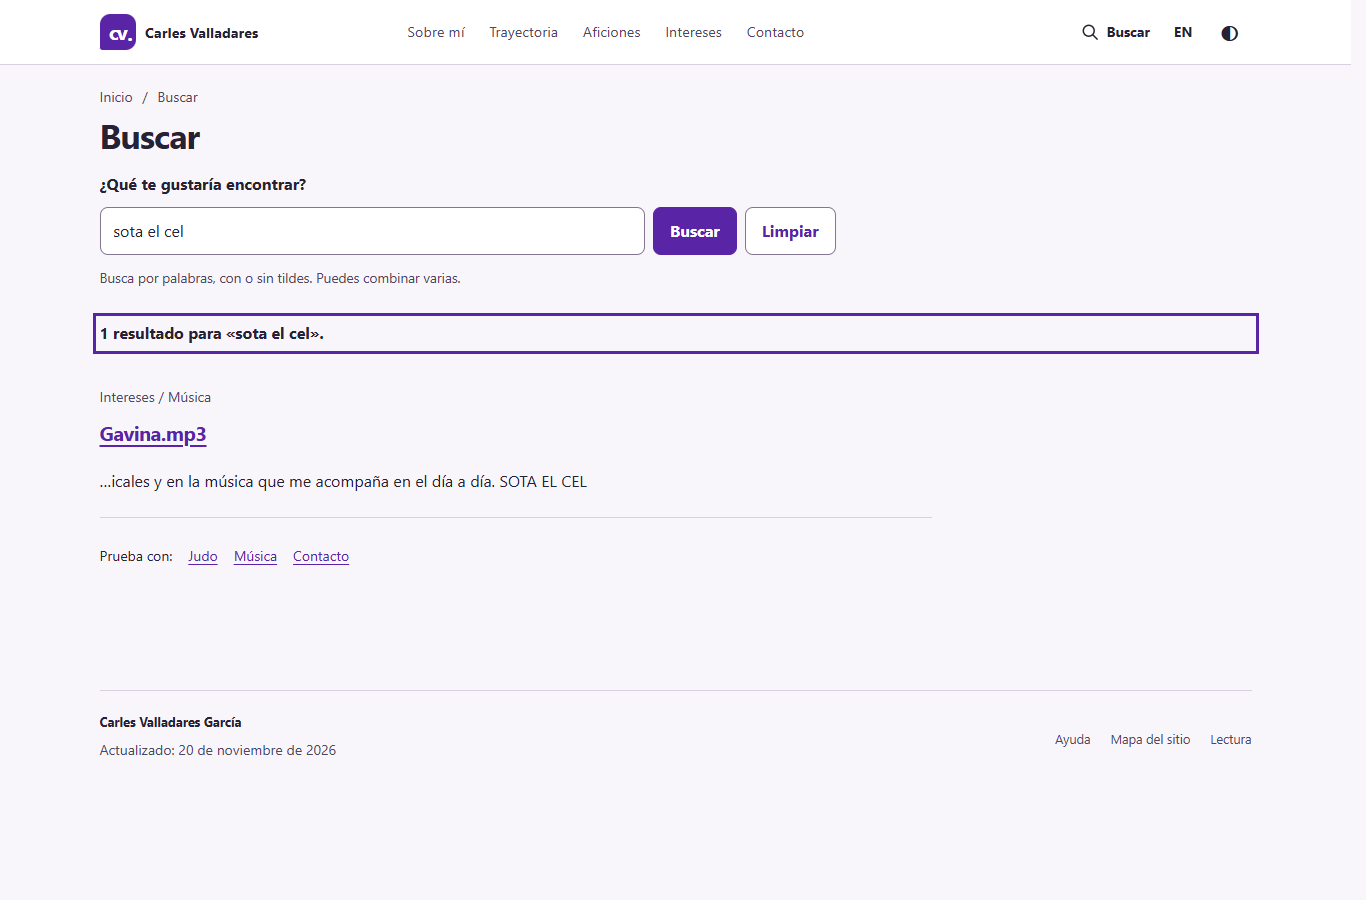 cv. Carles Valladares Sobre mí Trayectoria Aficiones Intereses Contacto Buscar EN
Inicio / Buscar
Buscar
¿Qué te gustaría encontrar?
sota el cel Buscar Limpiar
Busca por palabras, con o sin tildes. Puedes combinar varias.
1 resultado para «sota el cel».
Intereses / Música
Gavina.mp3
…icales y en la música que me acompaña en el día a día. SOTA EL CEL
Prueba con: Judo Música Contacto
Carles Valladares García
Actualizado: 20 de noviembre de 2026
Ayuda Mapa del sitio Lectura